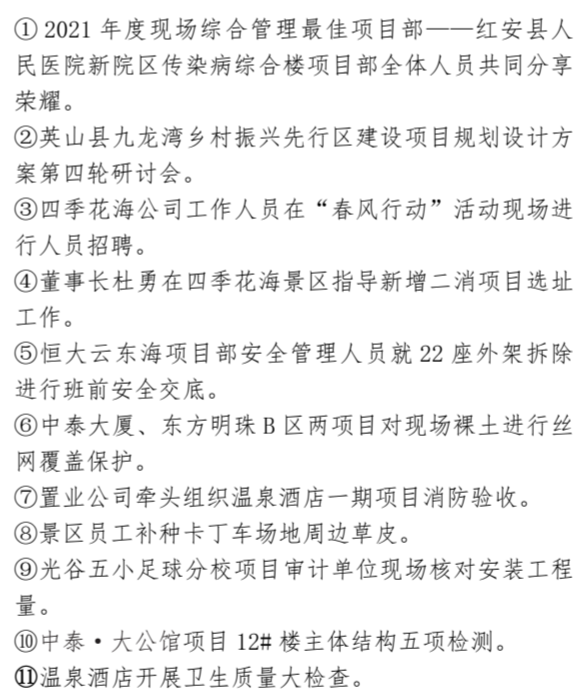 ①2021年度现场综合管理最佳项目部——红安县人
民医院新院区传染病综合楼项目部全体人员共同分享
荣耀。
②英山县九龙湾乡村振兴先行区建设项目规划设计方
案第四轮研讨会。
③四季花海公司工作人员在“春风行动”活动现场进
行人员招聘。
④董事长杜勇在四季花海景区指导新增二消项目选址
工作。
⑤恒大云东海项目部安全管理人员就22座外架拆除
进行班前安全交底。
⑥中泰大厦、东方明珠B区两项目对现场裸土进行丝
网覆盖保护。
⑦置业公司牵头组织温泉酒店一期项目消防验收。
⑧景区员工补种卡丁车场地周边草皮。
⑨光谷五小足球分校项目审计单位现场核对安装工程
量。
⑩中泰·大公馆项目12#楼主体结构五项检测。
⑪温泉酒店开展卫生质量大检查。